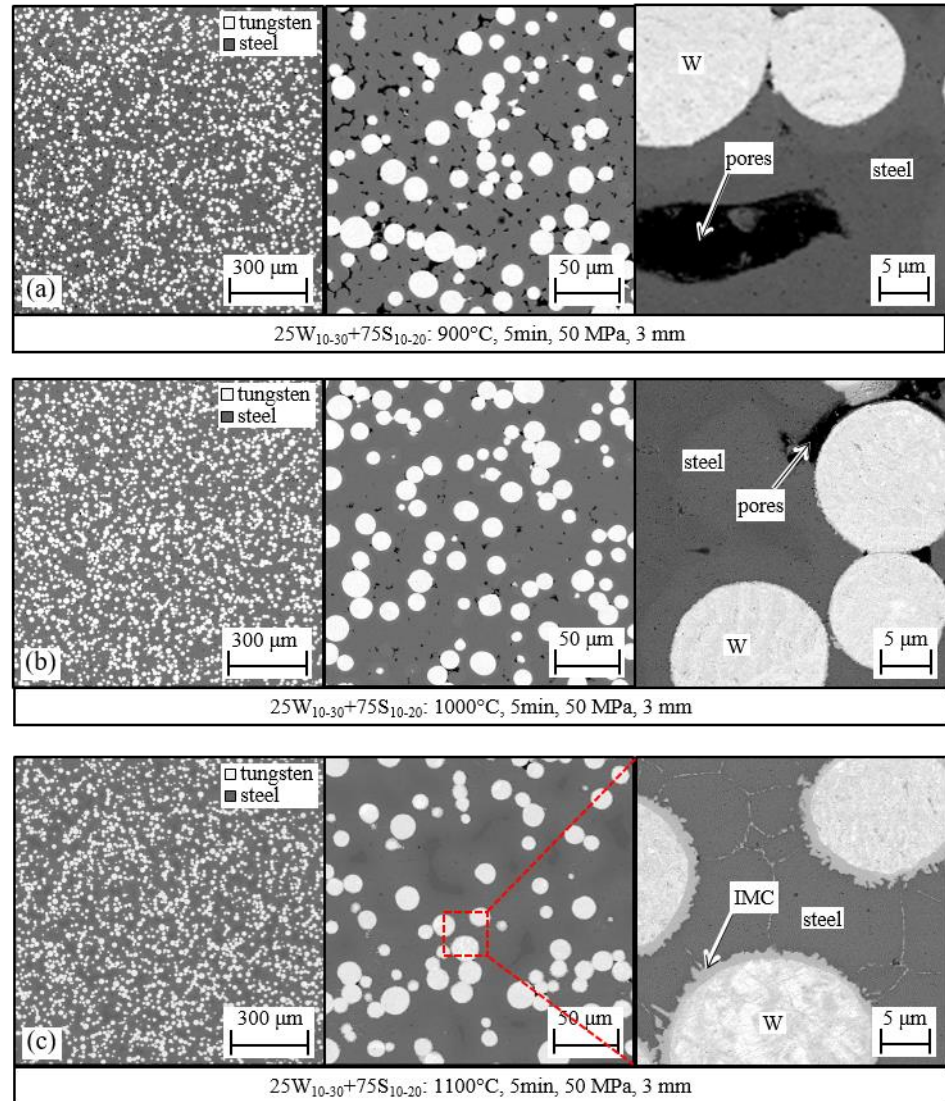 tungsten
steel
300 µm
(a)
50 µm
W
pores
steel
5 µm
25W10-30+75S10-20: 900°C, 5min, 50 MPa, 3 mm
tungsten
steel
300 µm
(b)
50 µm
steel
pores
W
5 µm
25W10-30+75S10-20: 1000°C, 5min, 50 MPa, 3 mm
tungsten
steel
300 µm
(c)
50 µm
IMC
steel
W
5 µm
25W10-30+75S10-20: 1100°C, 5min, 50 MPa, 3 mm